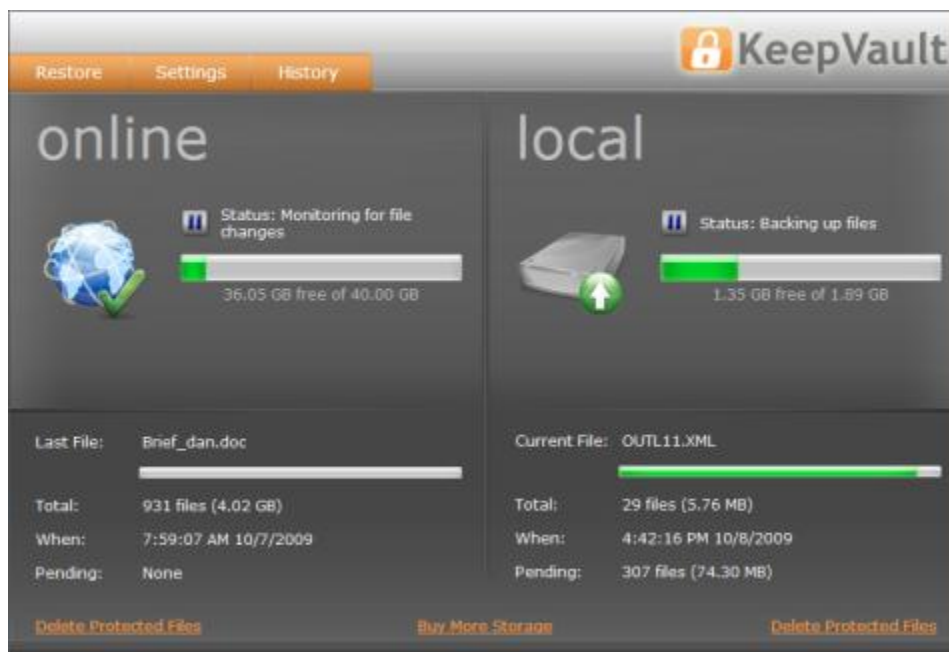 KeepVault
Restore Settings History
online
Status: Monitoring for file
changes
36.05 GB free of 40.00 GB
Last File: Brief_dan.doc
Total: 931 files (4.02 GB)
When: 7:59:07 AM 10/7/2009
Pending: None
local
Status: Backing up files
1.35 GB free of 1.89 GB
Current File: OUTL11.XML
Total: 29 files (5.76 MB)
When: 4:42:16 PM 10/8/2009
Pending: 307 files (74.30 MB)
Delete Protected Files
Buy More Storage
Delete Protected Files